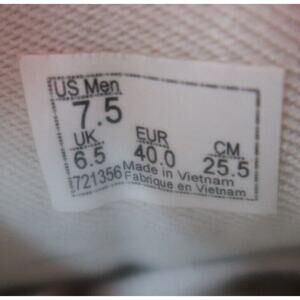 US Men
7.5
UK EUR CM
6.5 40.0 25.5
721356 Made in Vietnam
Fabrique en Vietnam